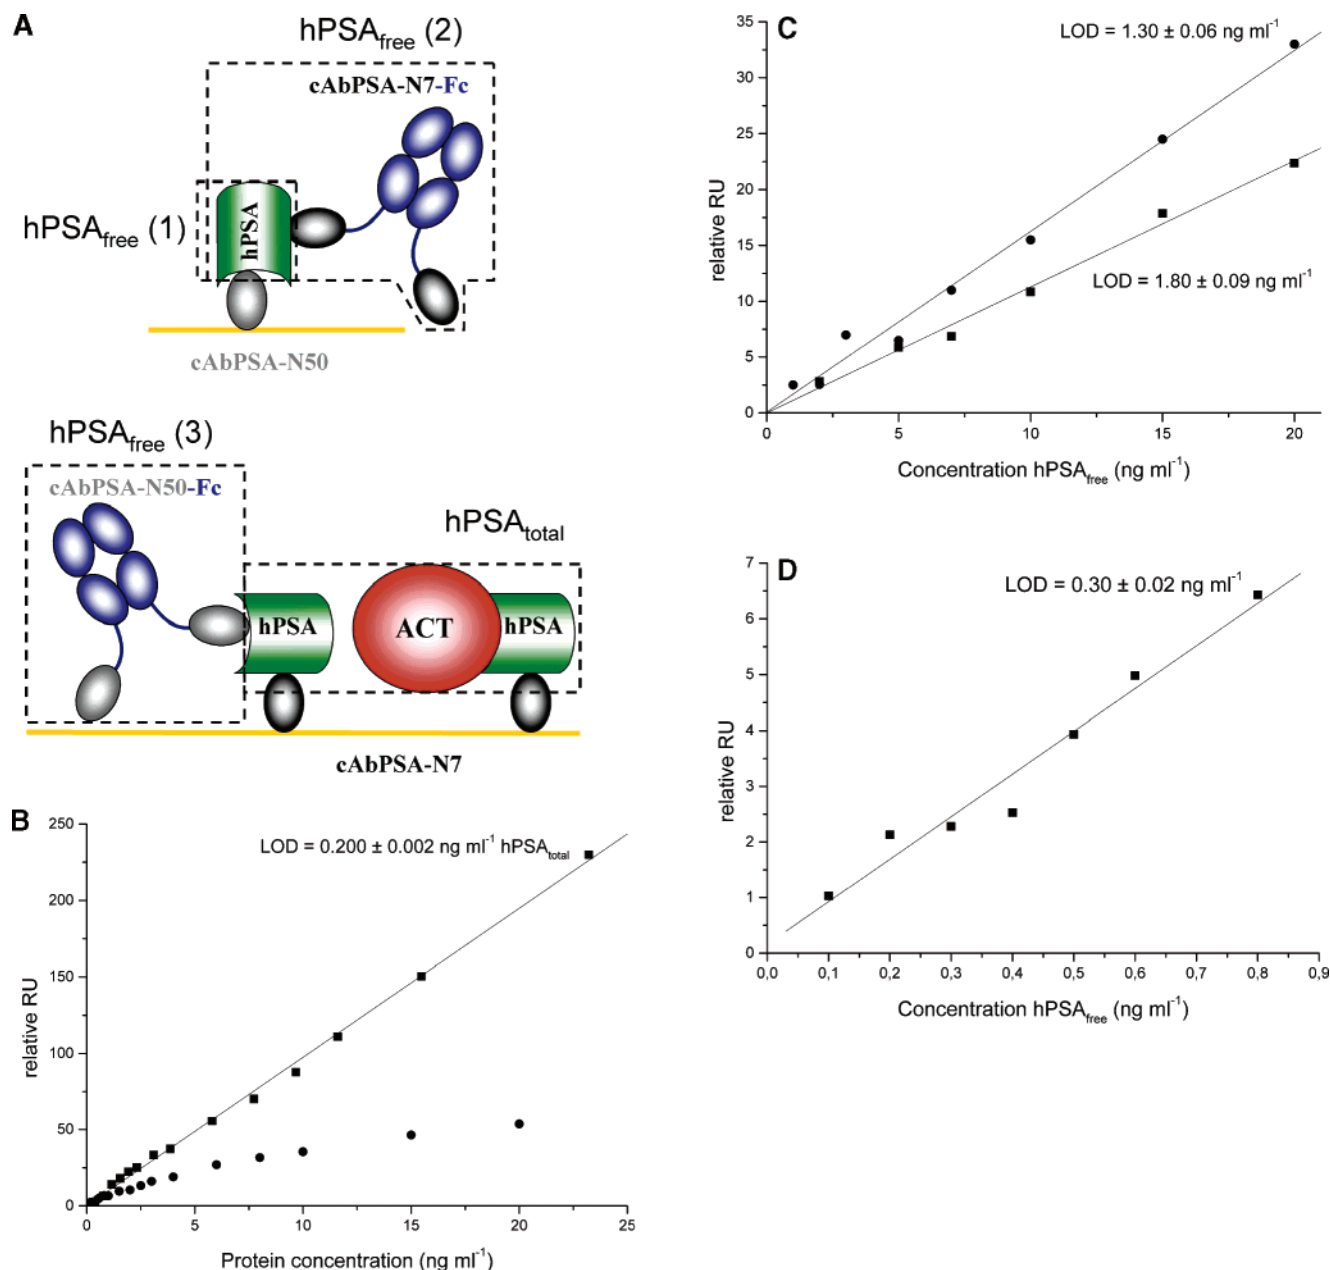 A
hPSAfree (2)
cAbPSA-N7-Fc
hPSA
hPSAfree (1)
cAbPSA-N50
hPSAfree (3)
cAbPSA-N50-Fc
hPSAtotal
hPSA
ACT
hPSA
cAbPSA-N7
B
LOD = 0.200 ± 0.002 ng ml-1 hPSAtotal
relative RU
250
200
150
100
50
0
0 5 10 15 20 25
Protein concentration (ng ml-1)
C
LOD = 1.30 ± 0.06 ng ml-1
LOD = 1.80 ± 0.09 ng ml-1
relative RU
35
30
25
20
15
10
5
0
0 5 10 15 20
Concentration hPSAfree (ng ml-1)
D
LOD = 0.30 ± 0.02 ng ml-1
relative RU
7
6
5
4
3
2
1
0
0,0 0,1 0,2 0,3 0,4 0,5 0,6 0,7 0,8 0,9
Concentration hPSAfree (ng ml-1)